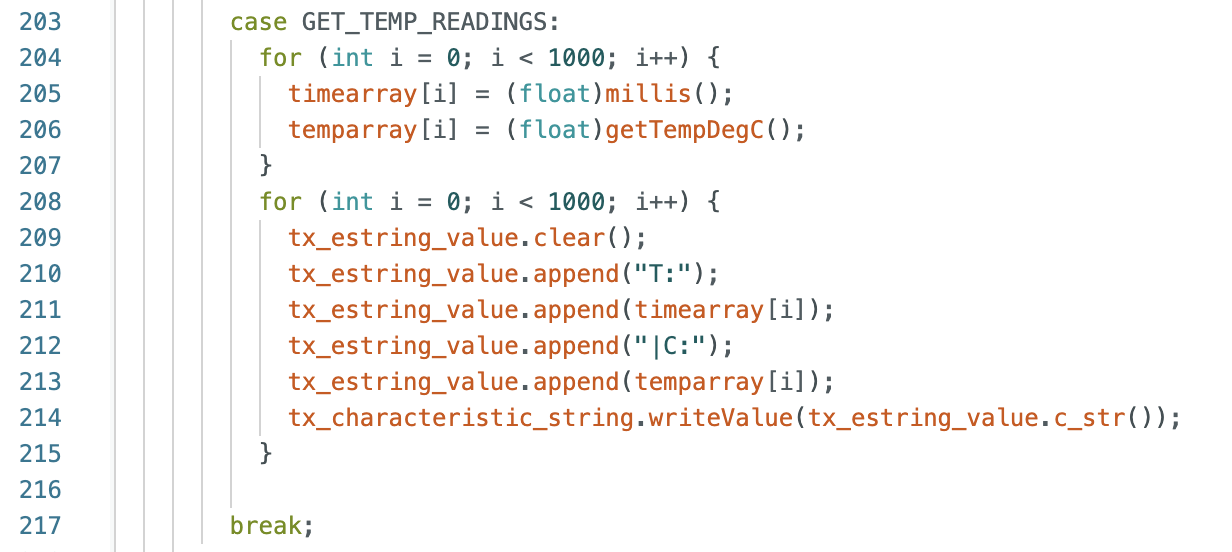 203 case GET_TEMP_READINGS:
204 for (int i = 0; i < 1000; i++) {
205 timearray[i] = (float)millis();
206 temparray[i] = (float)getTempDegC();
207 }
208 for (int i = 0; i < 1000; i++) {
209 tx_estring_value.clear();
210 tx_estring_value.append("T:");
211 tx_estring_value.append(timearray[i]);
212 tx_estring_value.append("|C:");
213 tx_estring_value.append(temparray[i]);
214 tx_characteristic_string.writeValue(tx_estring_value.c_str());
215 }
216
217 break;